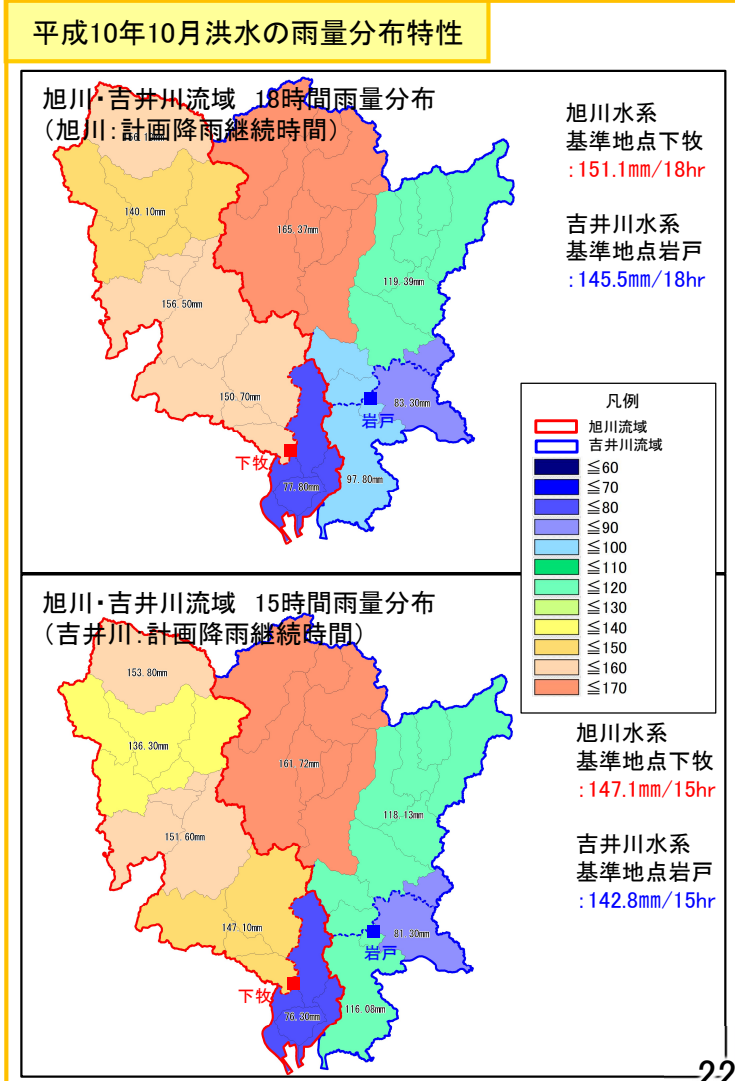 平成10年10月洪水の雨量分布特性
旭川・吉井川流域 18時間雨量分布
（旭川：計画降雨継続時間）
140.10mm
165.37mm
156.50mm
119.39mm
150.70mm
83.30mm
岩戸
下牧
97.80mm
77.80mm
旭川水系
基準地点下牧
:151.1mm/18hr
吉井川水系
基準地点岩戸
:145.5mm/18hr
凡例
旭川流域
吉井川流域
≦60
≦70
≦80
≦90
≦100
≦110
≦120
≦130
≦140
≦150
≦160
≦170
旭川・吉井川流域 15時間雨量分布
（吉井川：計画降雨継続時間）
153.80mm
136.30mm
161.72mm
118.13mm
151.60mm
147.10mm
81.30mm
岩戸
下牧
116.08mm
76.30mm
旭川水系
基準地点下牧
:147.1mm/15hr
吉井川水系
基準地点岩戸
:142.8mm/15hr
22